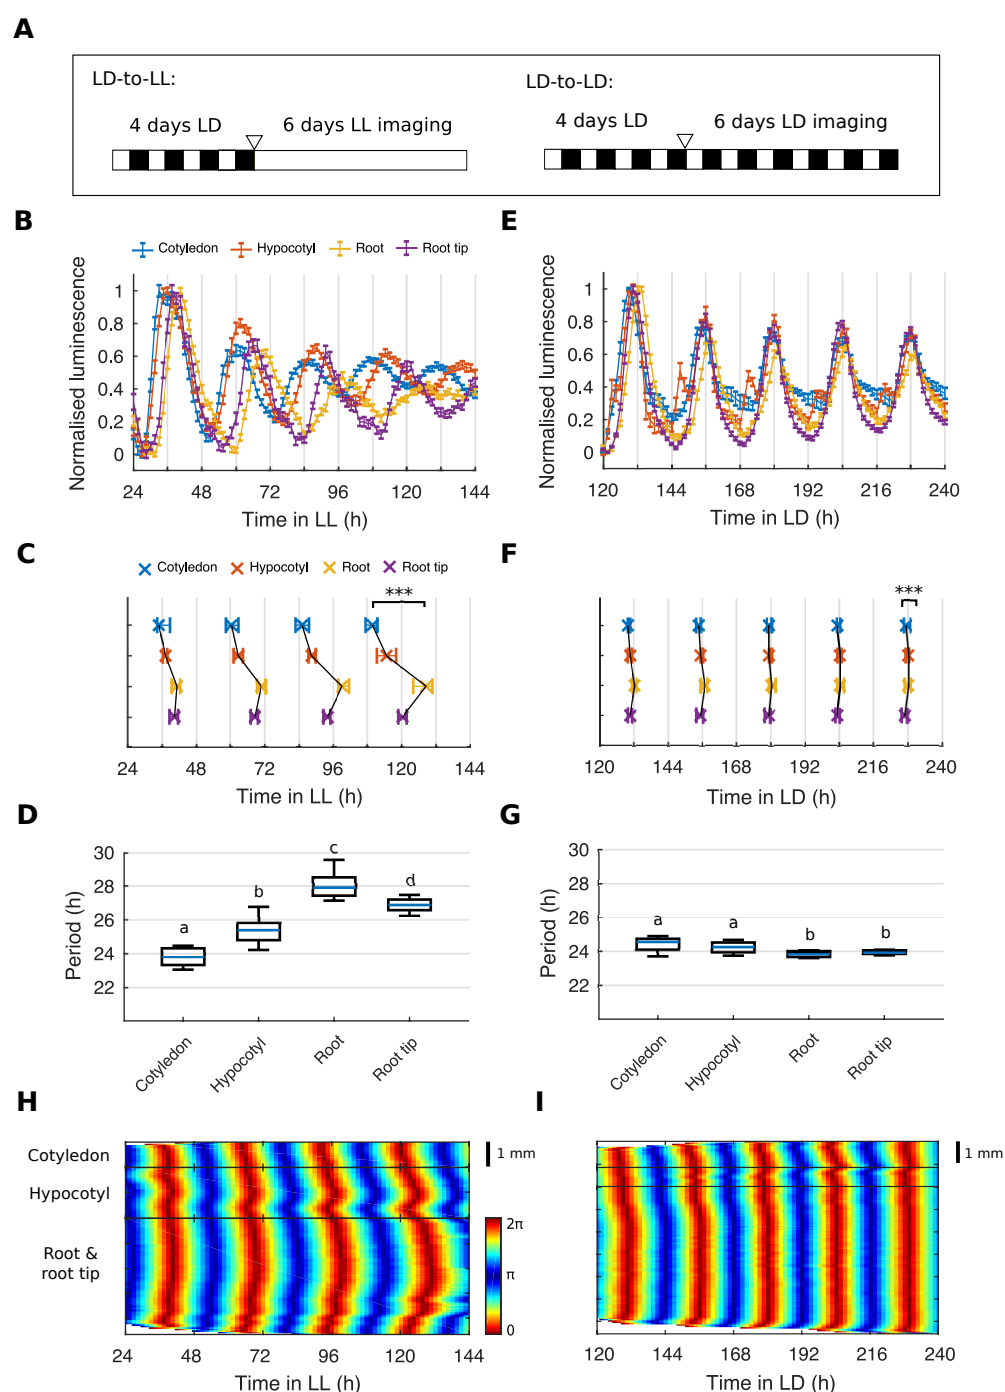 A
LD-to-LL:
4 days LD
6 days LL imaging
LD-to-LD:
4 days LD
6 days LD imaging
B
Cotyledon Hypocotyl Root Root tip
Normalised luminescence
1
0.8
0.6
0.4
0.2
0
24 48 72 96 120 144
Time in LL (h)
E
Normalised luminescence
1
0.8
0.6
0.4
0.2
0
120 144 168 192 216 240
Time in LD (h)
C
Cotyledon Hypocotyl Root Root tip
***
24 48 72 96 120 144
Time in LL (h)
F
***
120 144 168 192 216 240
Time in LD (h)
D
Period (h)
30
28
26
24
22
a b c d
Cotyledon Hypocotyl Root Root tip
G
Period (h)
30
28
26
24
22
a a b b
Cotyledon Hypocotyl Root Root tip
H
Cotyledon
Hypocotyl
Root &
root tip
1 mm
2π
π
0
24 48 72 96 120 144
Time in LL (h)
I
1 mm
120 144 168 192 216 240
Time in LD (h)